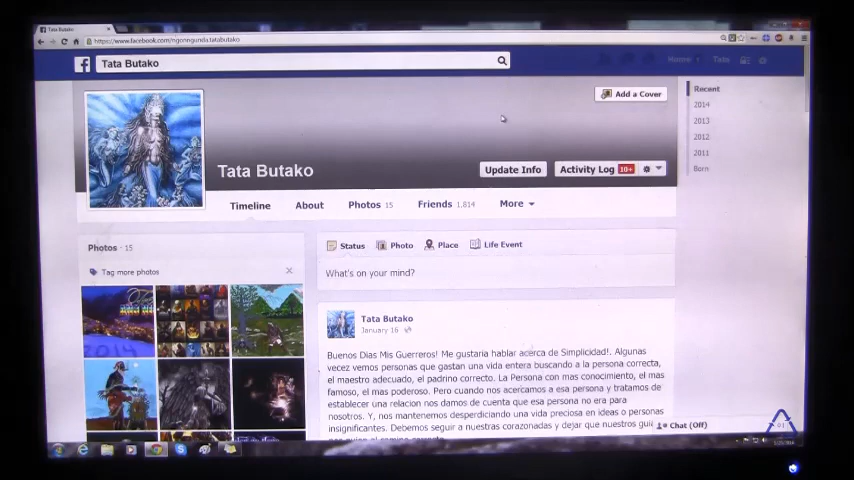 Tata Butako
https://www.facebook.com/ngonngunda.tatabutako
Tata Butako
Home
Tata
Add a Cover
Recent
2014
2013
2012
2011
Born
Tata Butako
Update Info
Activity Log 10+
Timeline
About
Photos 15
Friends 1,814
More
Photos · 15
Tag more photos
2014
Status
Photo
Place
Life Event
What's on your mind?
Tata Butako
January 16
Buenos Dias Mis Guerreros! Me gustaria hablar acerca de Simplicidad!. Algunas
vezez vemos personas que gastan una vida entera buscando a la persona correcta,
el maestro adecuado, el padrino correcto. La Persona con mas conocimiento, el mas
famoso, el mas poderoso. Pero cuando nos acercamos a esa persona y tratamos de
establecer una relacion nos damos de cuenta que esa persona no era para
nosotros. Y, nos mantenemos desperdiciando una vida preciosa en ideas o personas
insignificantes. Debemos seguir a nuestras corazonadas y dejar que nuestros
Chat (Off)